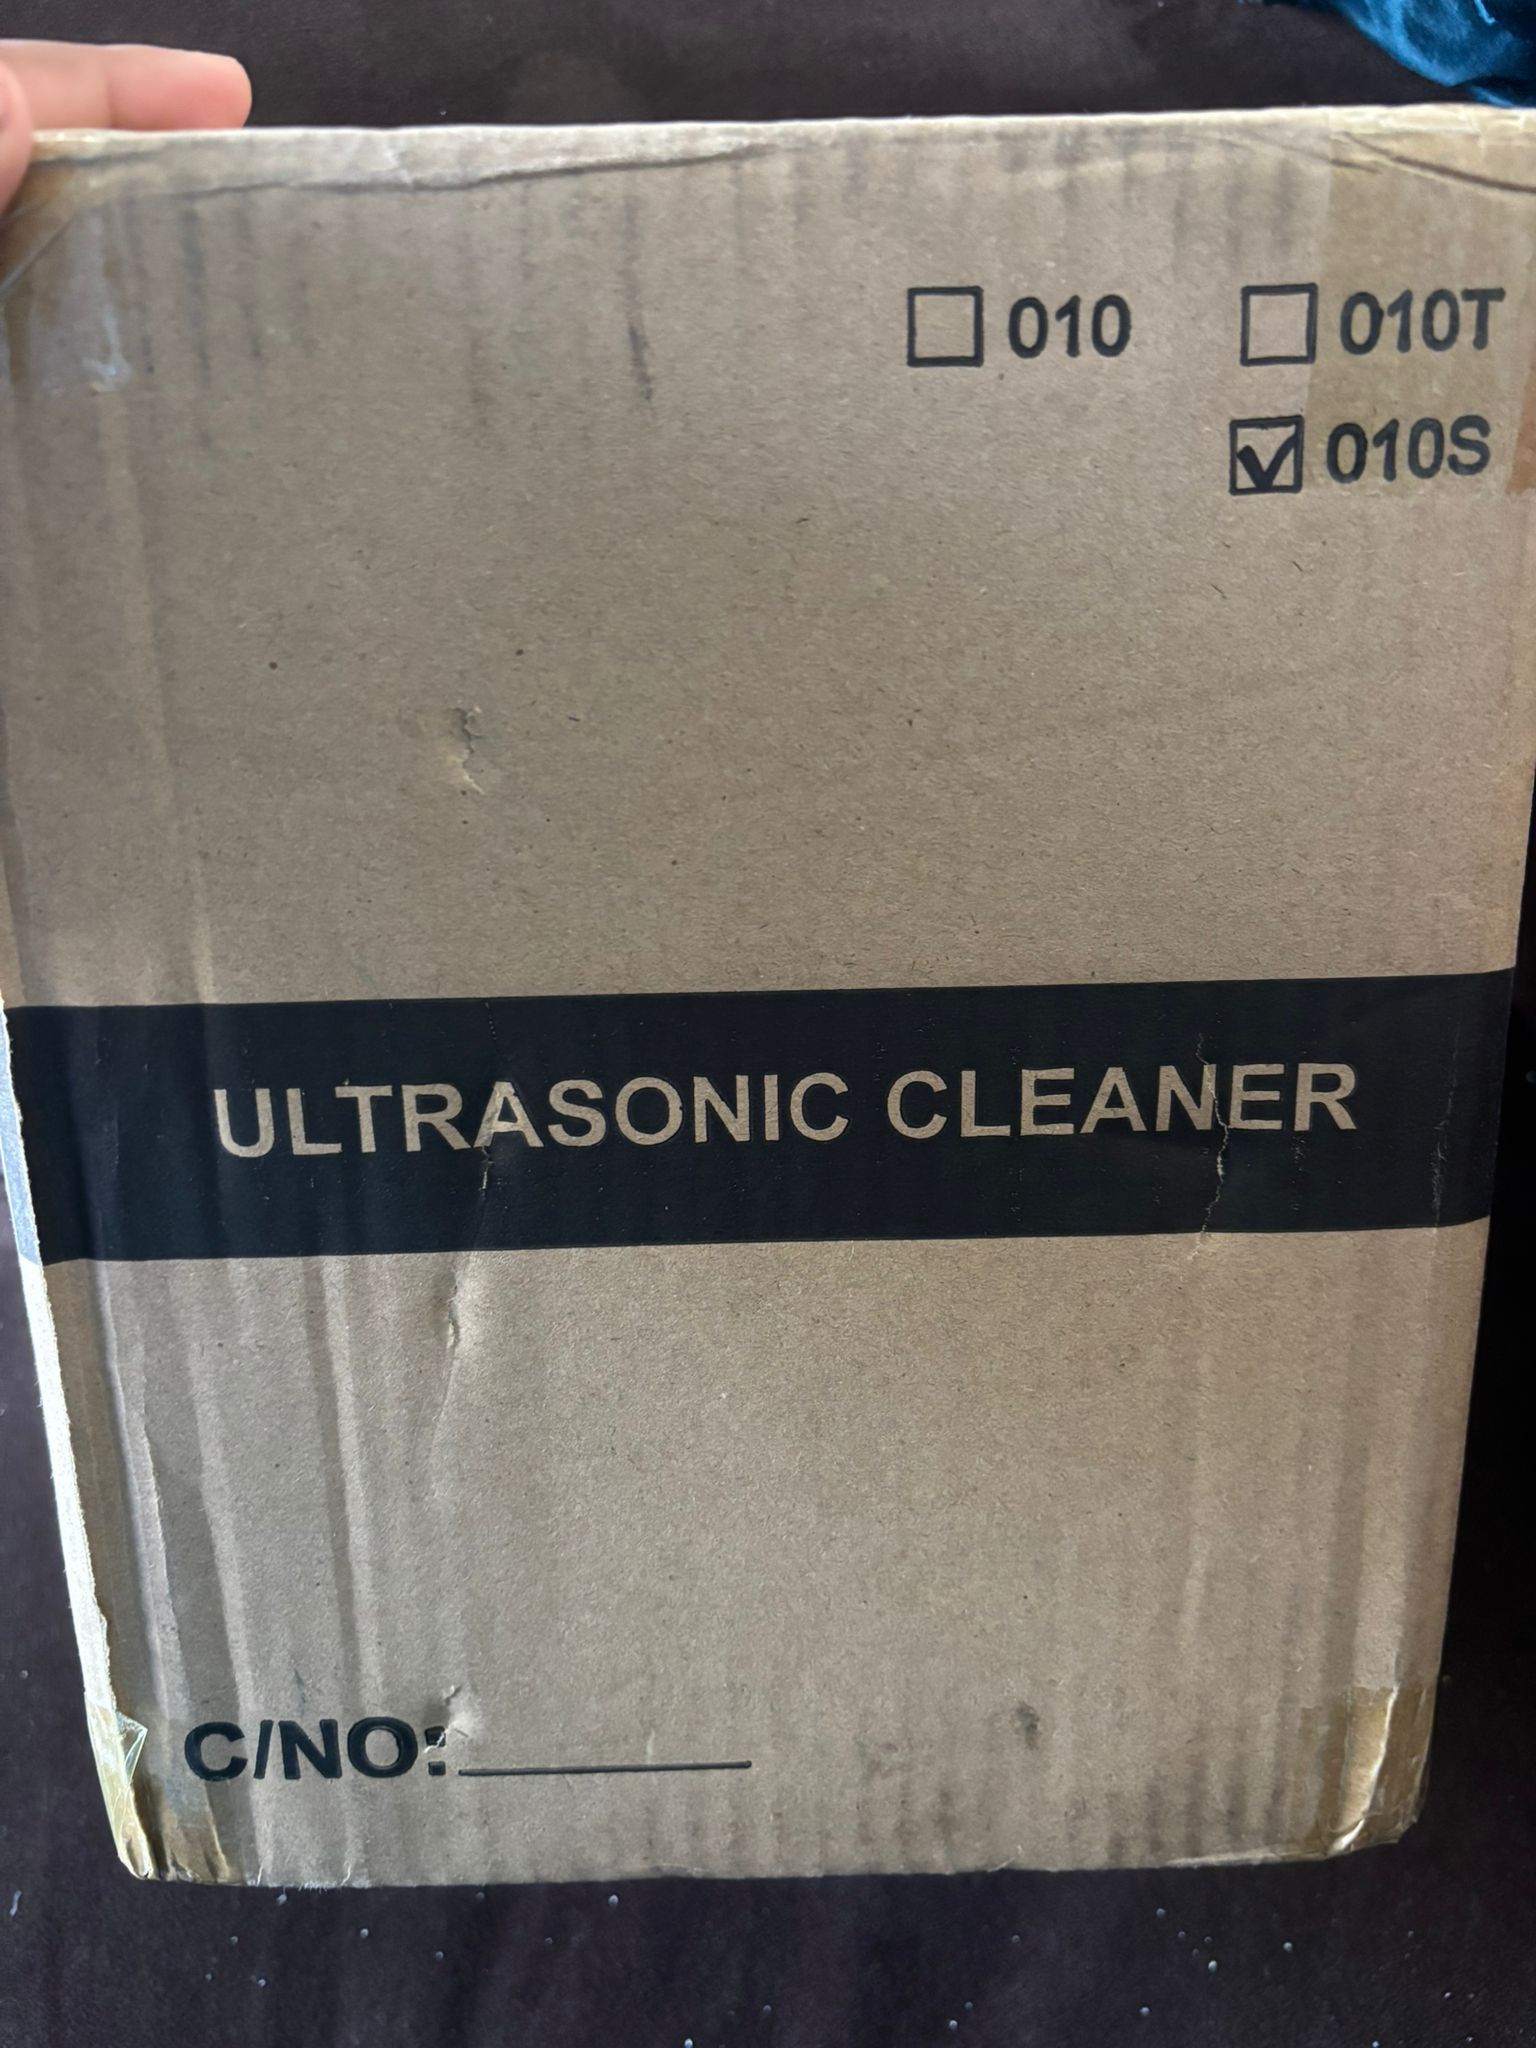 010 010T
010S
ULTRASONIC CLEANER
C/NO: